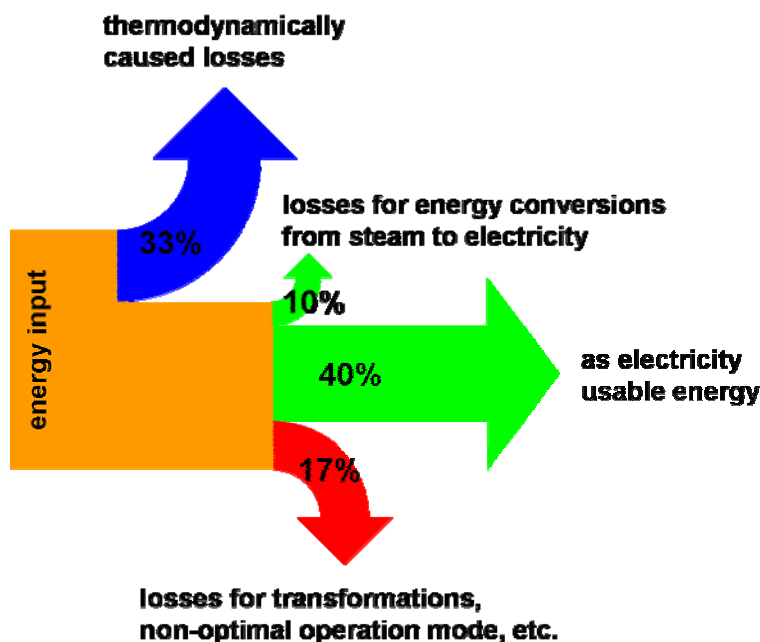 thermodynamically
caused losses
33%
losses for energy conversions
from steam to electricity
10%
energy input
40%
as electricity
usable energy
17%
losses for transformations,
non-optimal operation mode, etc.